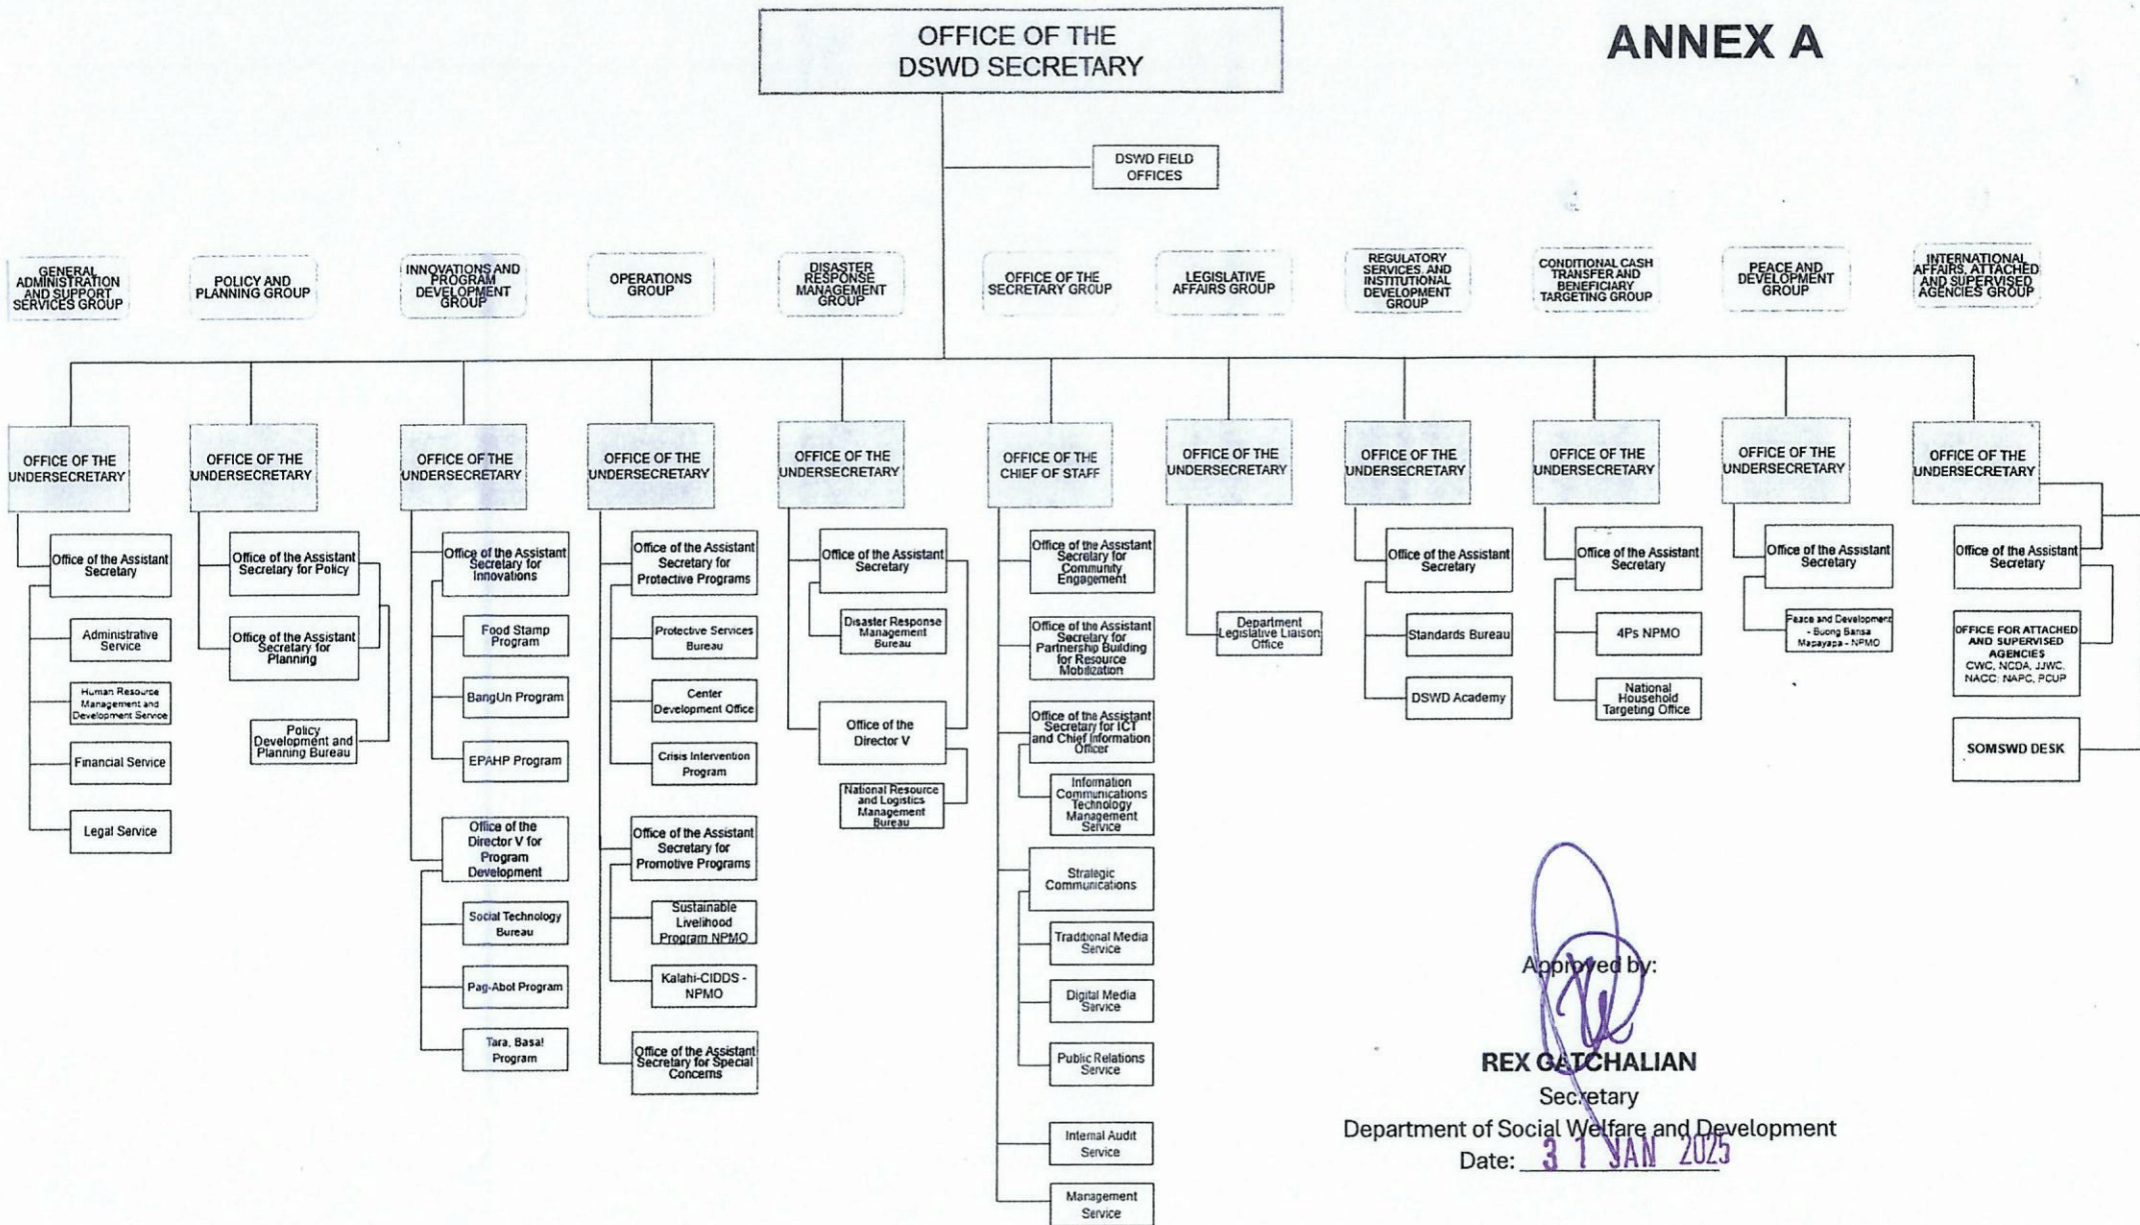 OFFICE OF THE
DSWD SECRETARY
ANNEX A
DSWD FIELD
OFFICES
GENERAL
ADMINISTRATION
AND SUPPORT
SERVICES GROUP
POLICY AND
PLANNING GROUP
INNOVATIONS AND
PROGRAM
DEVELOPMENT
GROUP
OPERATIONS
GROUP
DISASTER
RESPONSE
MANAGEMENT
GROUP
OFFICE OF THE
SECRETARY GROUP
LEGISLATIVE
AFFAIRS GROUP
REGULATORY
SERVICES, AND
INSTITUTIONAL
DEVELOPMENT
GROUP
CONDITIONAL CASH
TRANSFER AND
BENEFICIARY
TARGETING GROUP
PEACE AND
DEVELOPMENT
GROUP
INTERNATIONAL
AFFAIRS, ATTACHED
AND SUPERVISED
AGENCIES GROUP
OFFICE OF THE
UNDERSECRETARY
Office of the Assistant
Secretary
Administrative
Service
Human Resource
Management and
Development Service
Financial Service
Legal Service
OFFICE OF THE
UNDERSECRETARY
Office of the Assistant
Secretary for Policy
Office of the Assistant
Secretary for
Planning
Policy
Development and
Planning Bureau
OFFICE OF THE
UNDERSECRETARY
Office of the Assistant
Secretary for
Innovations
Food Stamp
Program
BangUn Program
EPAHP Program
Office of the
Director V for
Program
Development
Social Technology
Bureau
Pag-Abot Program
Tara, Basa!
Program
OFFICE OF THE
UNDERSECRETARY
Office of the Assistant
Secretary for
Protective Programs
Protective Services
Bureau
Center
Development Office
Crisis Intervention
Program
Office of the Assistant
Secretary for
Promotive Programs
Sustainable
Livelihood
Program NPMO
Kalahi-CIDDS -
NPMO
Office of the Assistant
Secretary for Special
Concerns
OFFICE OF THE
UNDERSECRETARY
Office of the Assistant
Secretary
Disaster Response
Management
Bureau
Office of the
Director V
National Resource
and Logistics
Management
Bureau
OFFICE OF THE
CHIEF OF STAFF
Office of the Assistant
Secretary for
Community
Engagement
Office of the Assistant
Secretary for
Partnership Building
for Resource
Mobilization
Office of the Assistant
Secretary for ICT
and Chief Information
Officer
Information
Communications
Technology
Management
Service
Strategic
Communications
Traditional Media
Service
Digital Media
Service
Public Relations
Service
Internal Audit
Service
Management
Service
OFFICE OF THE
UNDERSECRETARY
Department
Legislative Liaison
Office
OFFICE OF THE
UNDERSECRETARY
Office of the Assistant
Secretary
Standards Bureau
DSWD Academy
OFFICE OF THE
UNDERSECRETARY
Office of the Assistant
Secretary
4Ps NPMO
National
Household
Targeting Office
OFFICE OF THE
UNDERSECRETARY
Office of the Assistant
Secretary
Peace and Development
- Buong Bansa
Mapayapa - NPMO
OFFICE OF THE
UNDERSECRETARY
Office of the Assistant
Secretary
OFFICE FOR ATTACHED
AND SUPERVISED
AGENCIES
CWC, NCDA, JJWC,
NACC, NAPC, PCUP
SOMSWD DESK
Approved by:
REX GATCHALIAN
Secretary
Department of Social Welfare and Development
Date: 31 JAN 2025